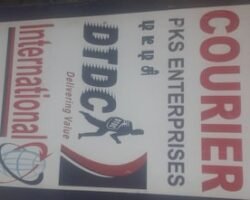 COURIER
PKS ENTERPRISES
டிடிடிசி
DTDC
Delivering Value
International